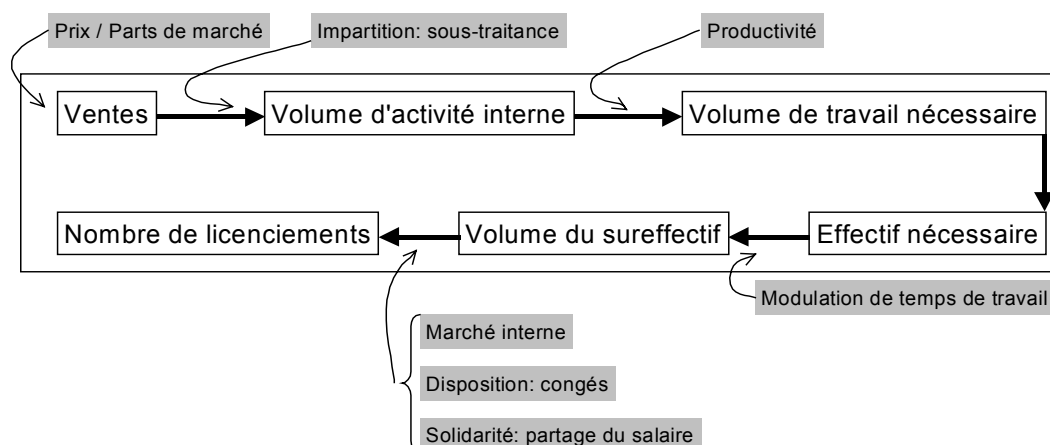 Prix / Parts de marché
Impartition: sous-traitance
Productivité
Ventes
Volume d'activité interne
Volume de travail nécessaire
Nombre de licenciements
Volume du sureffectif
Effectif nécessaire
Modulation de temps de travail
Marché interne
Disposition: congés
Solidarité: partage du salaire